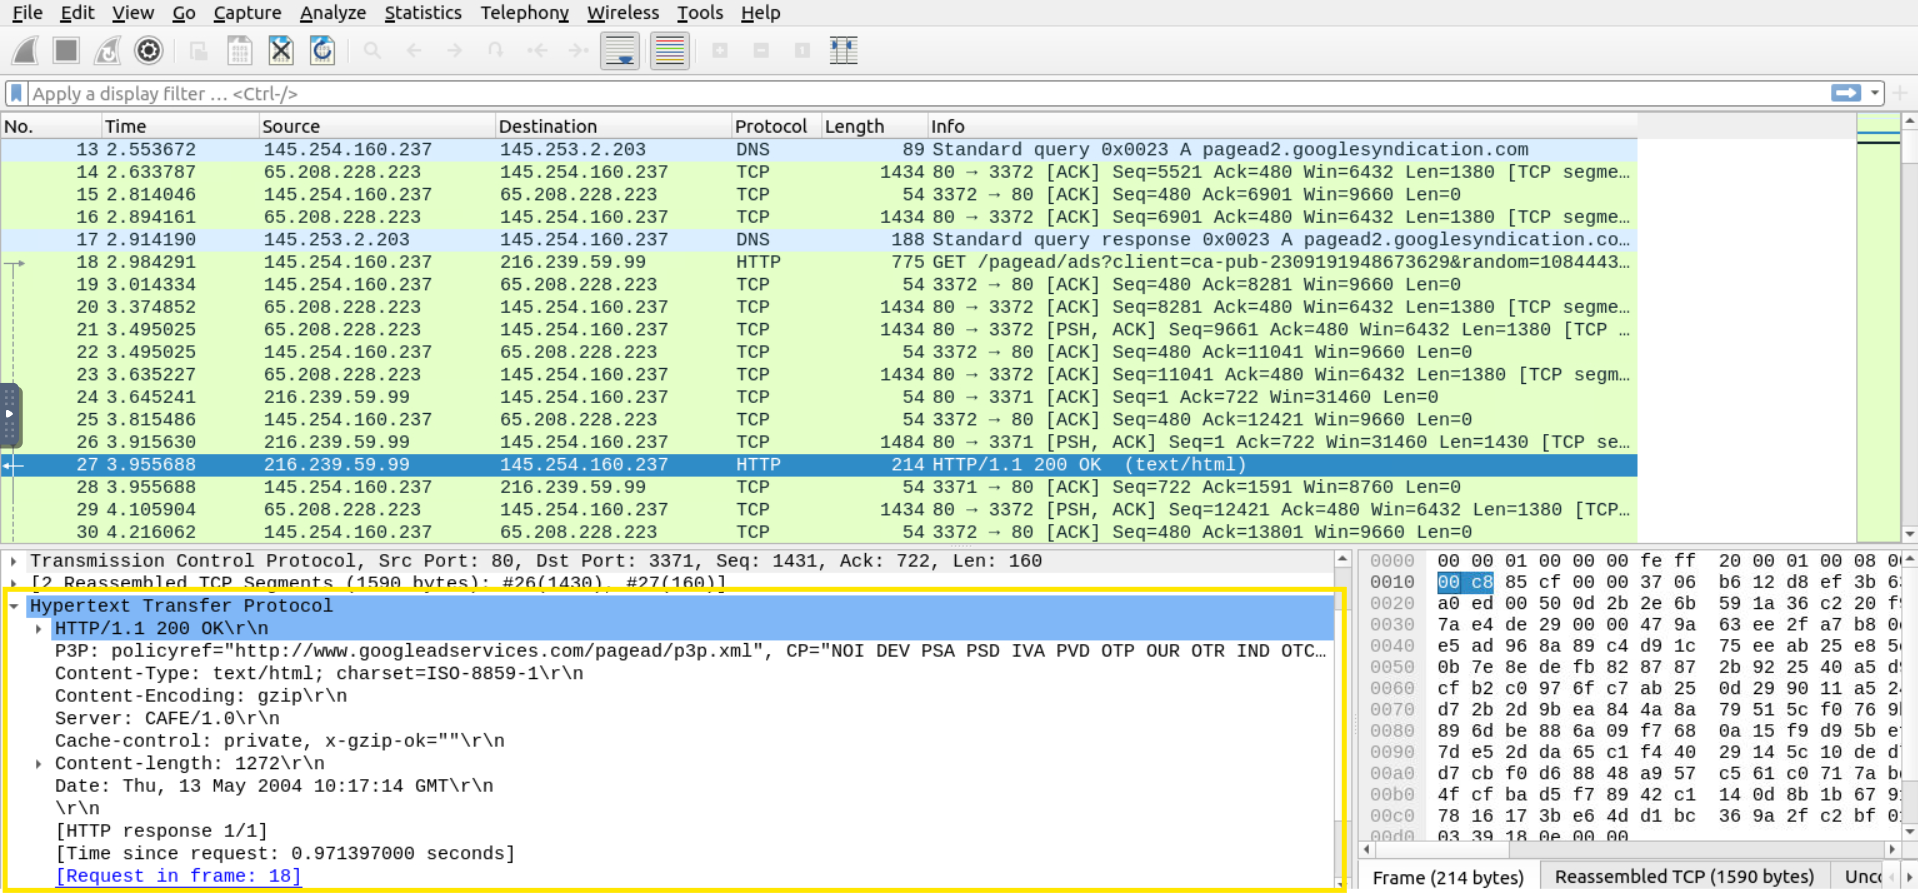 File Edit View Go Capture Analyze Statistics Telephony Wireless Tools Help
Apply a display filter … <Ctrl-/>
No. Time Source Destination Protocol Length Info
13 2.553672 145.254.160.237 145.253.2.203 DNS 89 Standard query 0x0023 A pagead2.googlesyndication.com
14 2.633787 65.208.228.223 145.254.160.237 TCP 1434 80 → 3372 [ACK] Seq=5521 Ack=480 Win=6432 Len=1380 [TCP segme…
15 2.814046 145.254.160.237 65.208.228.223 TCP 54 3372 → 80 [ACK] Seq=480 Ack=6901 Win=9660 Len=0
16 2.894161 65.208.228.223 145.254.160.237 TCP 1434 80 → 3372 [ACK] Seq=6901 Ack=480 Win=6432 Len=1380 [TCP segme…
17 2.914190 145.253.2.203 145.254.160.237 DNS 188 Standard query response 0x0023 A pagead2.googlesyndication.co…
18 2.984291 145.254.160.237 216.239.59.99 HTTP 775 GET /pagead/ads?client=ca-pub-2309191948673629&random=1084443…
19 3.014334 145.254.160.237 65.208.228.223 TCP 54 3372 → 80 [ACK] Seq=480 Ack=8281 Win=9660 Len=0
20 3.374852 65.208.228.223 145.254.160.237 TCP 1434 80 → 3372 [ACK] Seq=8281 Ack=480 Win=6432 Len=1380 [TCP segme…
21 3.495025 65.208.228.223 145.254.160.237 TCP 1434 80 → 3372 [PSH, ACK] Seq=9661 Ack=480 Win=6432 Len=1380 [TCP …
22 3.495025 145.254.160.237 65.208.228.223 TCP 54 3372 → 80 [ACK] Seq=480 Ack=11041 Win=9660 Len=0
23 3.635227 65.208.228.223 145.254.160.237 TCP 1434 80 → 3372 [ACK] Seq=11041 Ack=480 Win=6432 Len=1380 [TCP segm…
24 3.645241 216.239.59.99 145.254.160.237 TCP 54 80 → 3371 [ACK] Seq=1 Ack=722 Win=31460 Len=0
25 3.815486 145.254.160.237 65.208.228.223 TCP 54 3372 → 80 [ACK] Seq=480 Ack=12421 Win=9660 Len=0
26 3.915630 216.239.59.99 145.254.160.237 TCP 1484 80 → 3371 [PSH, ACK] Seq=1 Ack=722 Win=31460 Len=1430 [TCP se…
27 3.955688 216.239.59.99 145.254.160.237 HTTP 214 HTTP/1.1 200 OK (text/html)
28 3.955688 145.254.160.237 216.239.59.99 TCP 54 3371 → 80 [ACK] Seq=722 Ack=1591 Win=8760 Len=0
29 4.105904 65.208.228.223 145.254.160.237 TCP 1434 80 → 3372 [PSH, ACK] Seq=12421 Ack=480 Win=6432 Len=1380 [TCP…
30 4.216062 145.254.160.237 65.208.228.223 TCP 54 3372 → 80 [ACK] Seq=480 Ack=13801 Win=9660 Len=0
Transmission Control Protocol, Src Port: 80, Dst Port: 3371, Seq: 1431, Ack: 722, Len: 160
[2 Reassembled TCP Segments (1590 bytes): #26(1430), #27(160)]
Hypertext Transfer Protocol
HTTP/1.1 200 OK\r\n
P3P: policyref="http://www.googleadservices.com/pagead/p3p.xml", CP="NOI DEV PSA PSD IVA PVD OTP OUR OTR IND OTC…
Content-Type: text/html; charset=ISO-8859-1\r\n
Content-Encoding: gzip\r\n
Server: CAFE/1.0\r\n
Cache-control: private, x-gzip-ok=""\r\n
Content-length: 1272\r\n
Date: Thu, 13 May 2004 10:17:14 GMT\r\n
\r\n
[HTTP response 1/1]
[Time since request: 0.971397000 seconds]
[Request in frame: 18]
0000 00 00 01 00 00 00 fe ff 20 00 01 00 08 00
0010 00 c8 85 cf 00 00 37 06 b6 12 d8 ef 3b 63
0020 a0 ed 00 50 0d 2b 2e 6b 59 1a 36 c2 20 f9
0030 7a e4 de 29 00 00 47 9a 63 ee 2f a7 b8
0040 e5 ad 96 8a 89 c4 d9 1c 75 ee ab 25 e8
0050 0b 7e 8e de fb 82 87 87 2b 92 25 40 a5
0060 cf b2 c0 97 6f c7 ab 25 0d 29 90 11 a5
0070 d7 2b 2d 9b ea 84 4a 8a 79 51 5c f0 76
0080 89 6d be 88 6a 09 f7 68 0a 15 f9 d9 5b
0090 7d e5 2d da 65 c1 f4 40 29 14 5c 10 de
00a0 d7 cb f0 d6 88 48 a9 57 c5 61 c0 71 7a
00b0 4f cf ba d5 f7 89 42 c1 14 0d 8b 1b 67
00c0 78 16 17 3b e6 4d d1 bc 36 9a 2f c2 bf
00d0 03 39 18 0e 00 00
Frame (214 bytes) Reassembled TCP (1590 bytes)